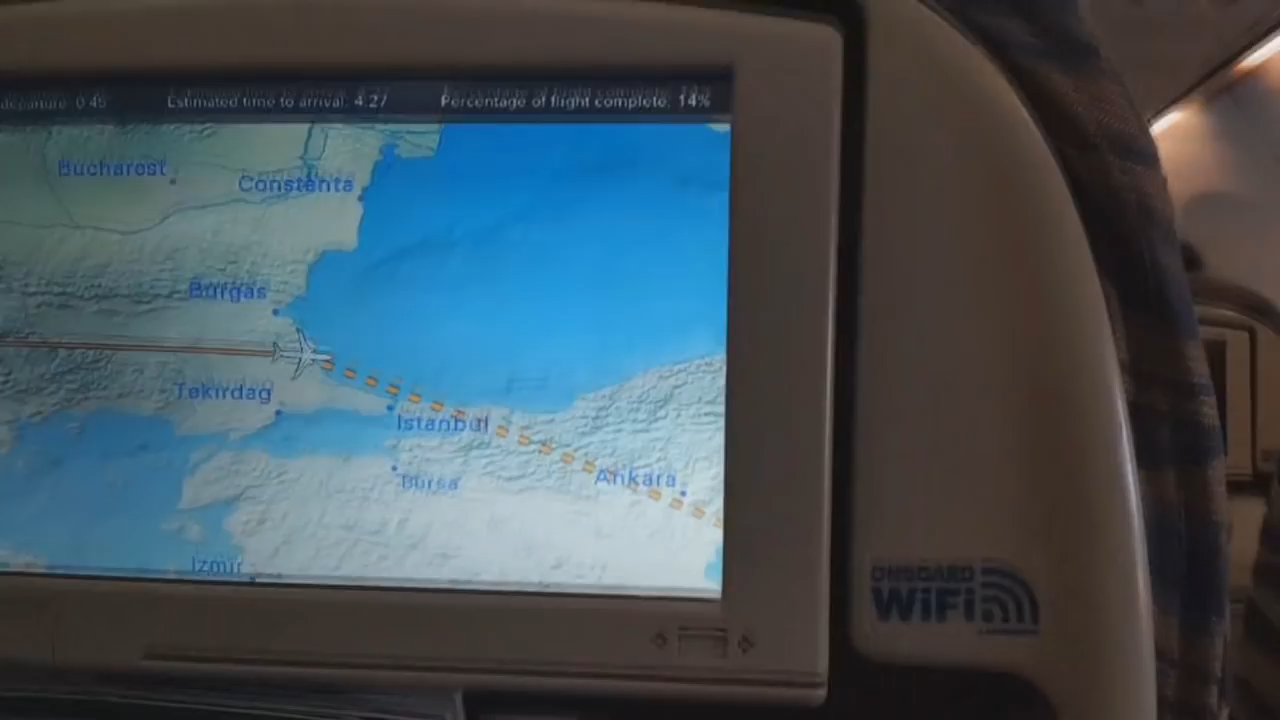 departure: 0:45 Estimated time to arrival: 4:27 Percentage of flight complete: 14%
Bucharest
Constanta
Burgas
Tekirdag
Istanbul
Bursa
Ankara
Izmir
ONBOARD
WiFi